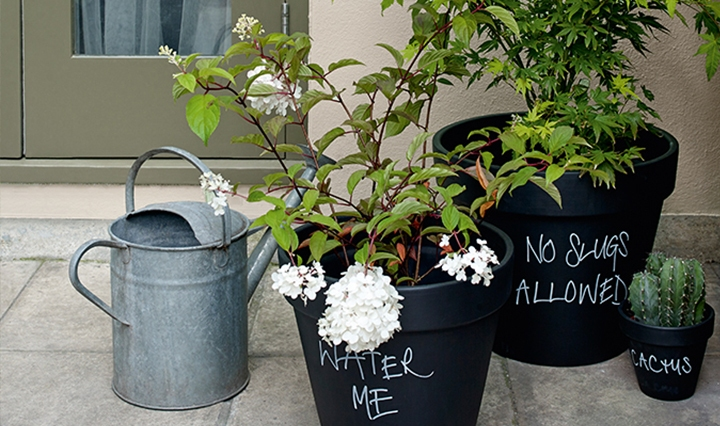 WATER
ME
NO SLUGS
ALLOWED
CACTUS